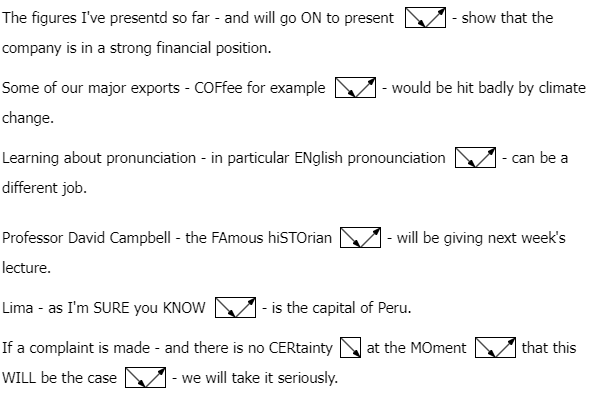 The figures I've presentd so far - and will go ON to present - show that the
company is in a strong financial position.
Some of our major exports - COFfee for example - would be hit badly by climate
change.
Learning about pronunciation - in particular ENglish pronounciation - can be a
different job.
Professor David Campbell - the FAmous hiSTOrian - will be giving next week's
lecture.
Lima - as I'm SURE you KNOW - is the capital of Peru.
If a complaint is made - and there is no CERtainty at the MOment that this
WILL be the case - we will take it seriously.